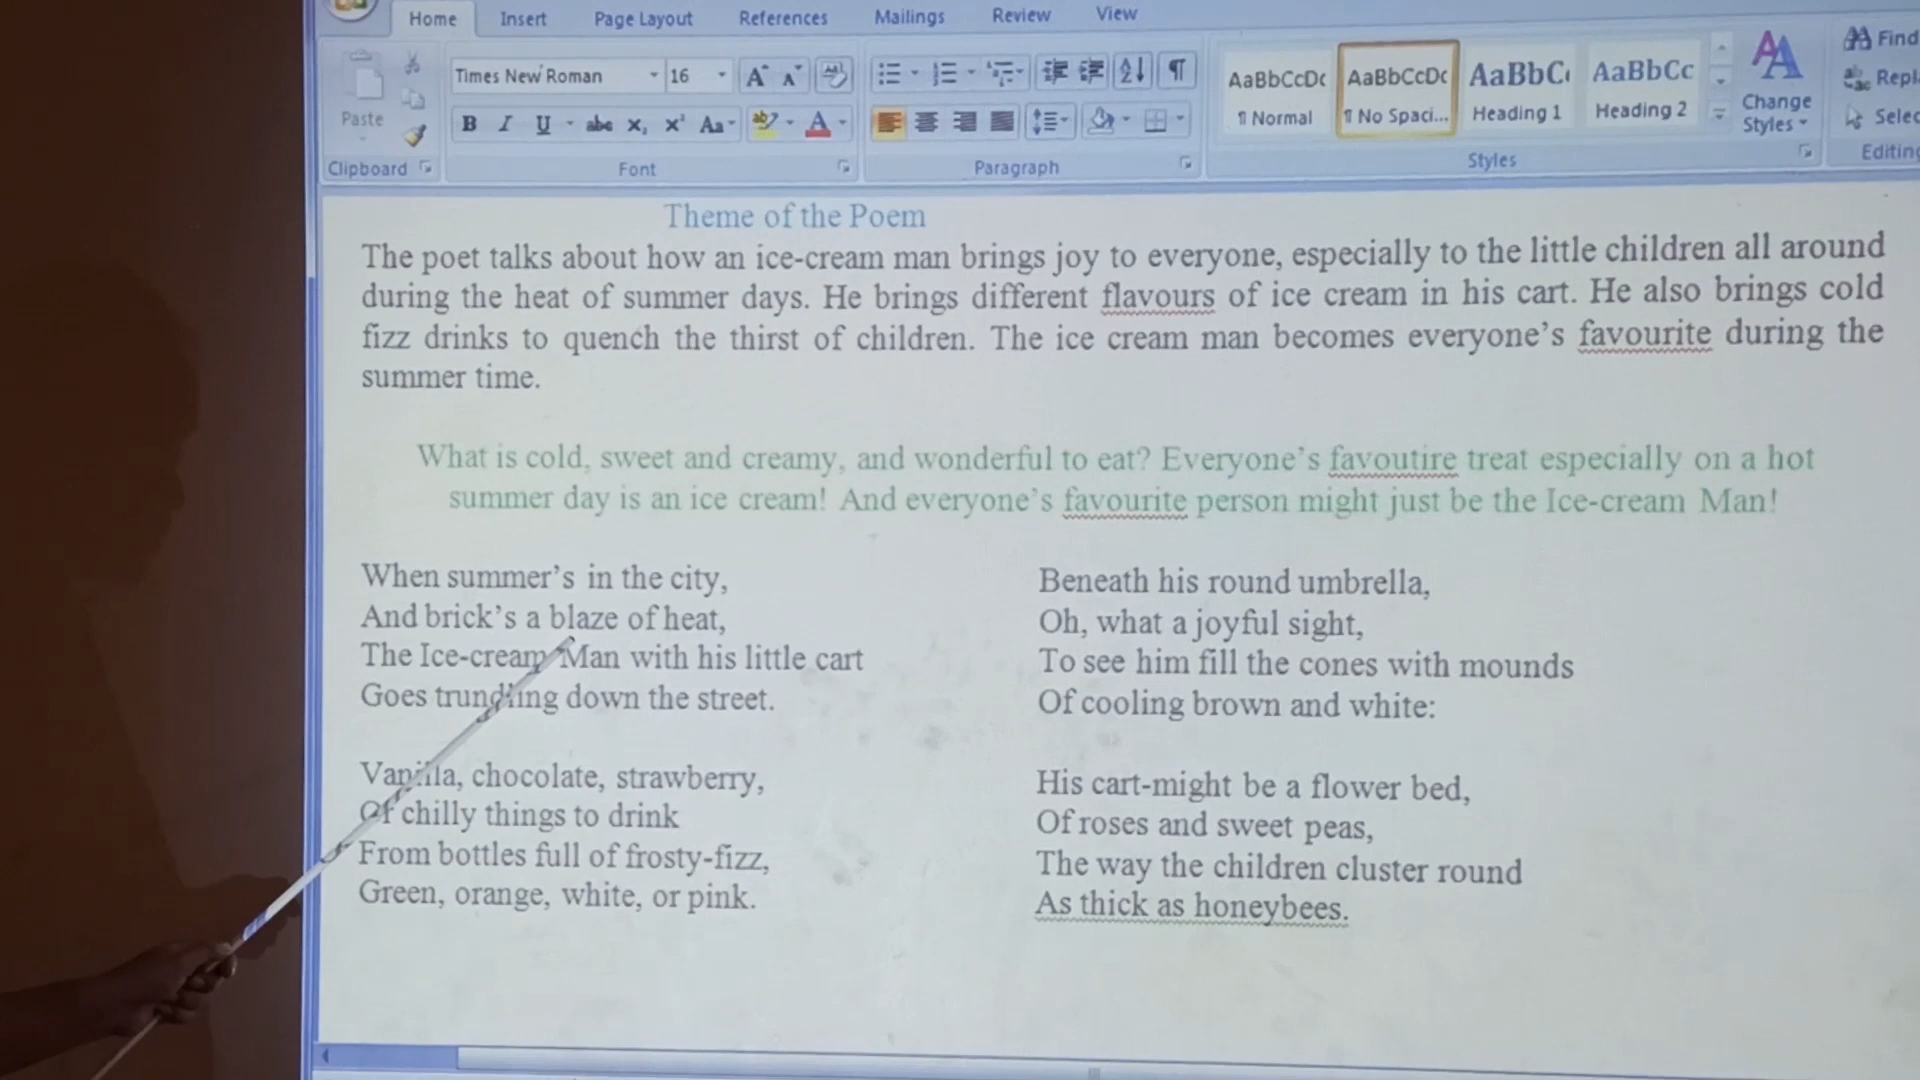 Home Insert Page Layout References Mailings Review View
Times New Roman 16
Find
Paste
B I U abc x₂ x² Aa
AaBbCcDc AaBbCcDc AaBbC AaBbCc
¶ Normal ¶ No Spaci... Heading 1 Heading 2
Change
Styles
Clipboard Font Paragraph Styles
Theme of the Poem
The poet talks about how an ice-cream man brings joy to everyone, especially to the little children all around
during the heat of summer days. He brings different flavours of ice cream in his cart. He also brings cold
fizz drinks to quench the thirst of children. The ice cream man becomes everyone’s favourite during the
summer time.
What is cold, sweet and creamy, and wonderful to eat? Everyone’s favoutire treat especially on a hot
summer day is an ice cream! And everyone’s favourite person might just be the Ice-cream Man!
When summer’s in the city,
And brick’s a blaze of heat,
The Ice-cream Man with his little cart
Goes trundling down the street.
Vanilla, chocolate, strawberry,
Of chilly things to drink
From bottles full of frosty-fizz,
Green, orange, white, or pink.
Beneath his round umbrella,
Oh, what a joyful sight,
To see him fill the cones with mounds
Of cooling brown and white:
His cart-might be a flower bed,
Of roses and sweet peas,
The way the children cluster round
As thick as honeybees.